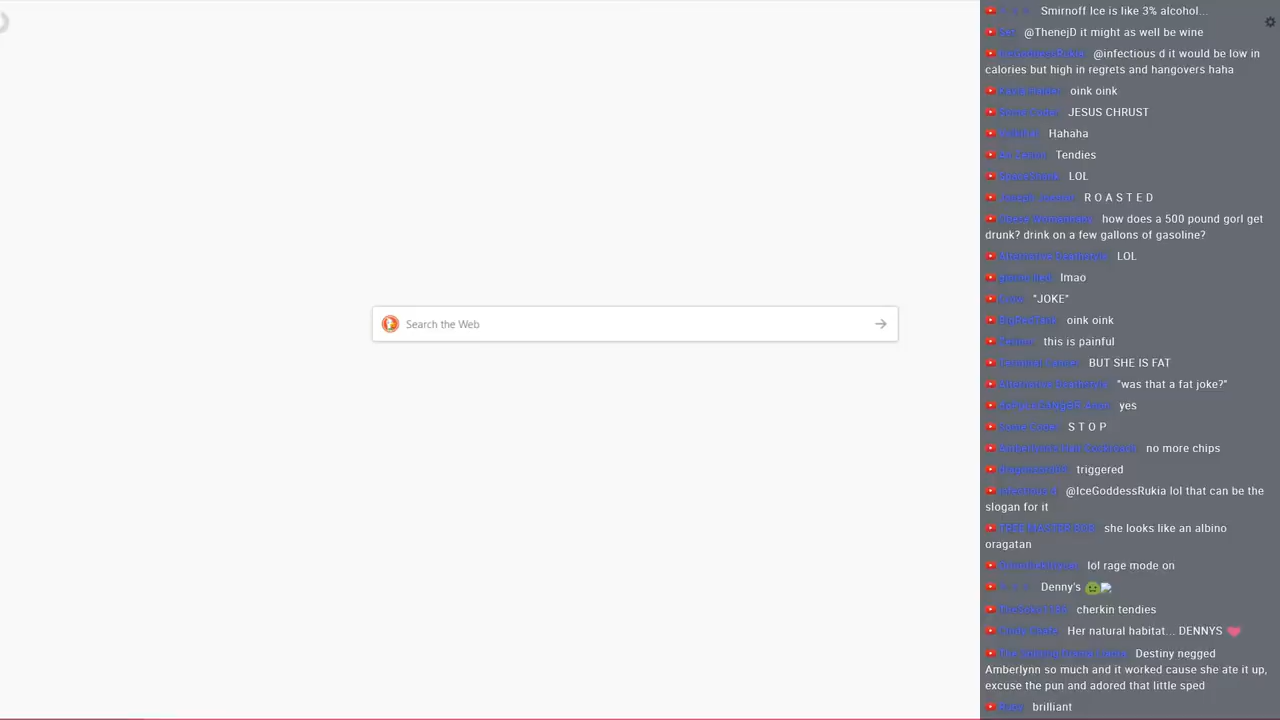 Smirnoff Ice is like 3% alcohol...
@ThenejD it might as well be wine
@infectious d it would be low in
calories but high in regrets and hangovers haha
oink oink
JESUS CHRUST
Hahaha
Tendies
LOL
R O A S T E D
how does a 500 pound gorl get
drunk? drink on a few gallons of gasoline?
LOL
lmao
"JOKE"
oink oink
Search the Web
this is painful
BUT SHE IS FAT
"was that a fat joke?"
yes
S T O P
no more chips
triggered
@IceGoddessRukia lol that can be the
slogan for it
she looks like an albino
oragatan
lol rage mode on
Denny's
cherkin tendies
Her natural habitat... DENNYS
Destiny negged
Amberlynn so much and it worked cause she ate it up,
excuse the pun and adored that little sped
brilliant